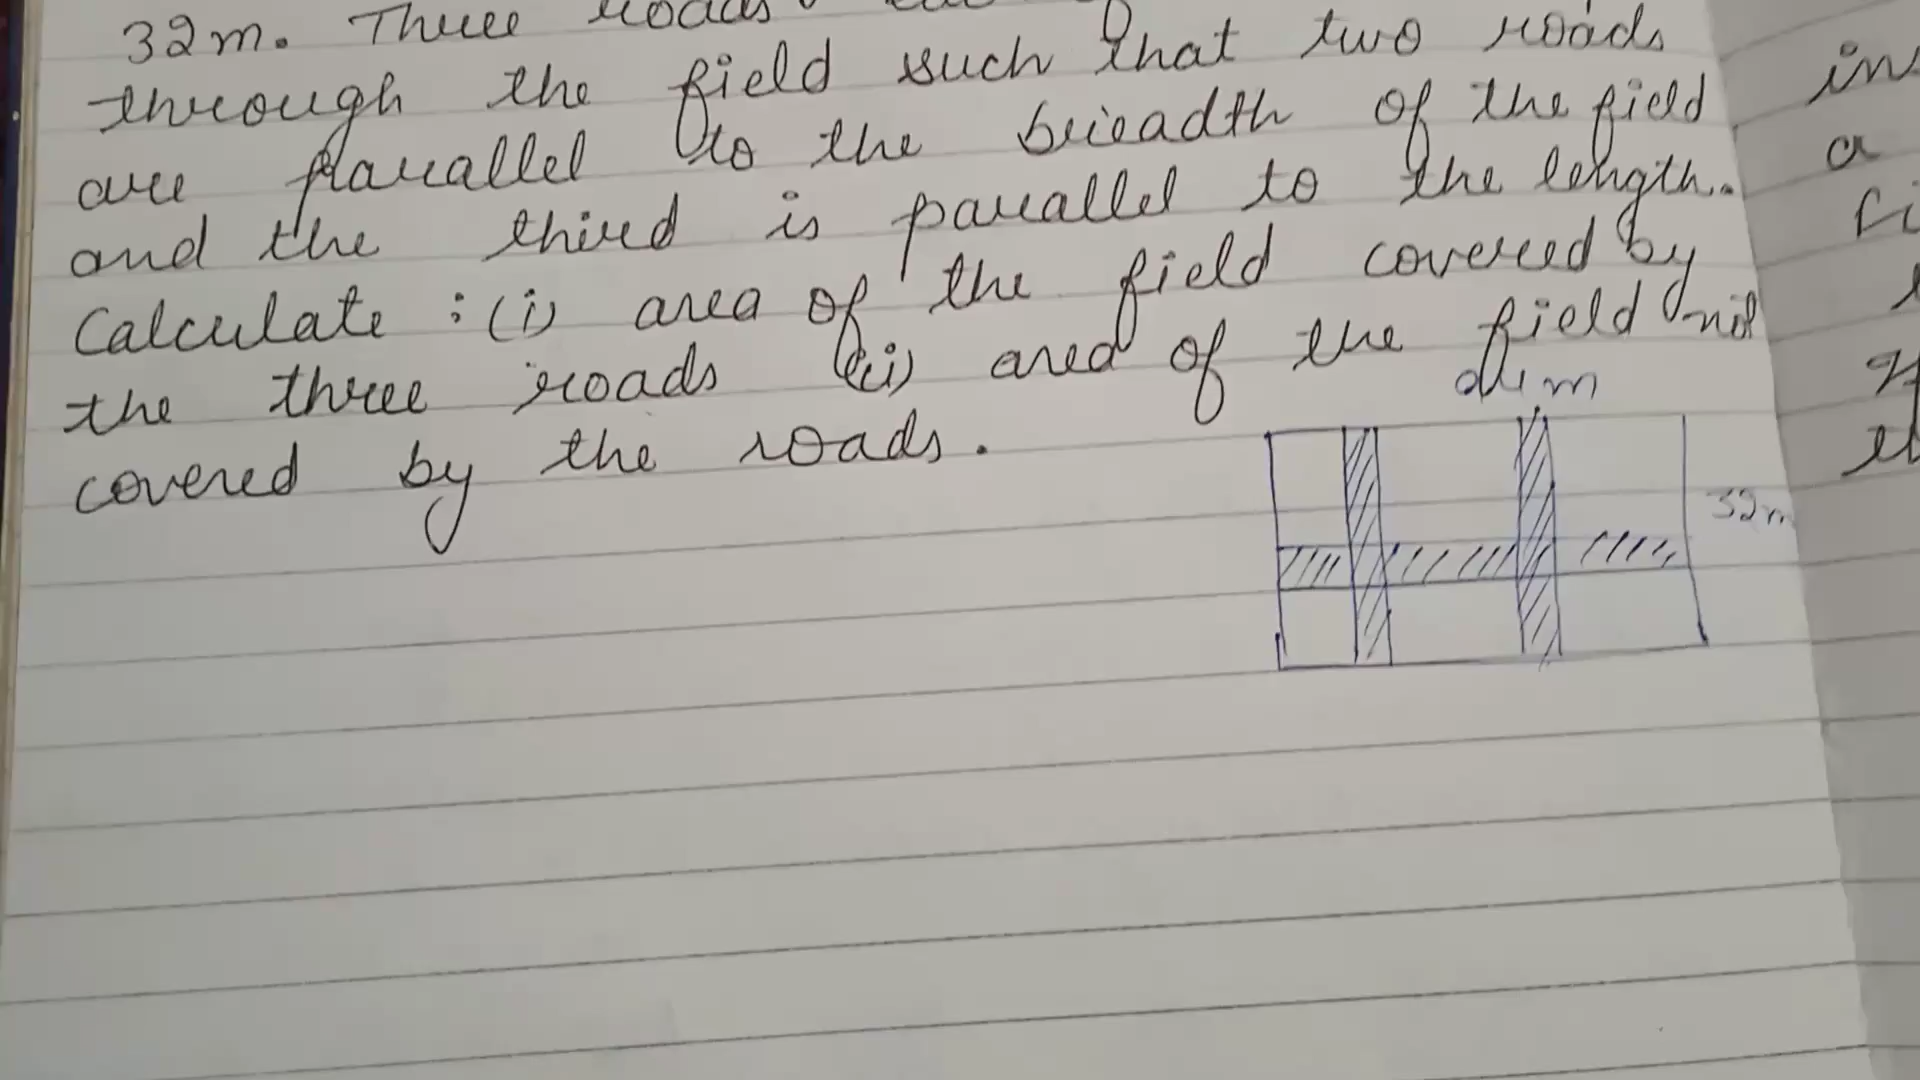 32m. Three roads
through the field such that two roads
are parallel to the breadth of the field
and the third is parallel to the length.
Calculate : (i) area of the field covered by
the three roads (ii) area of the field not
covered by the roads.
32m
in
a